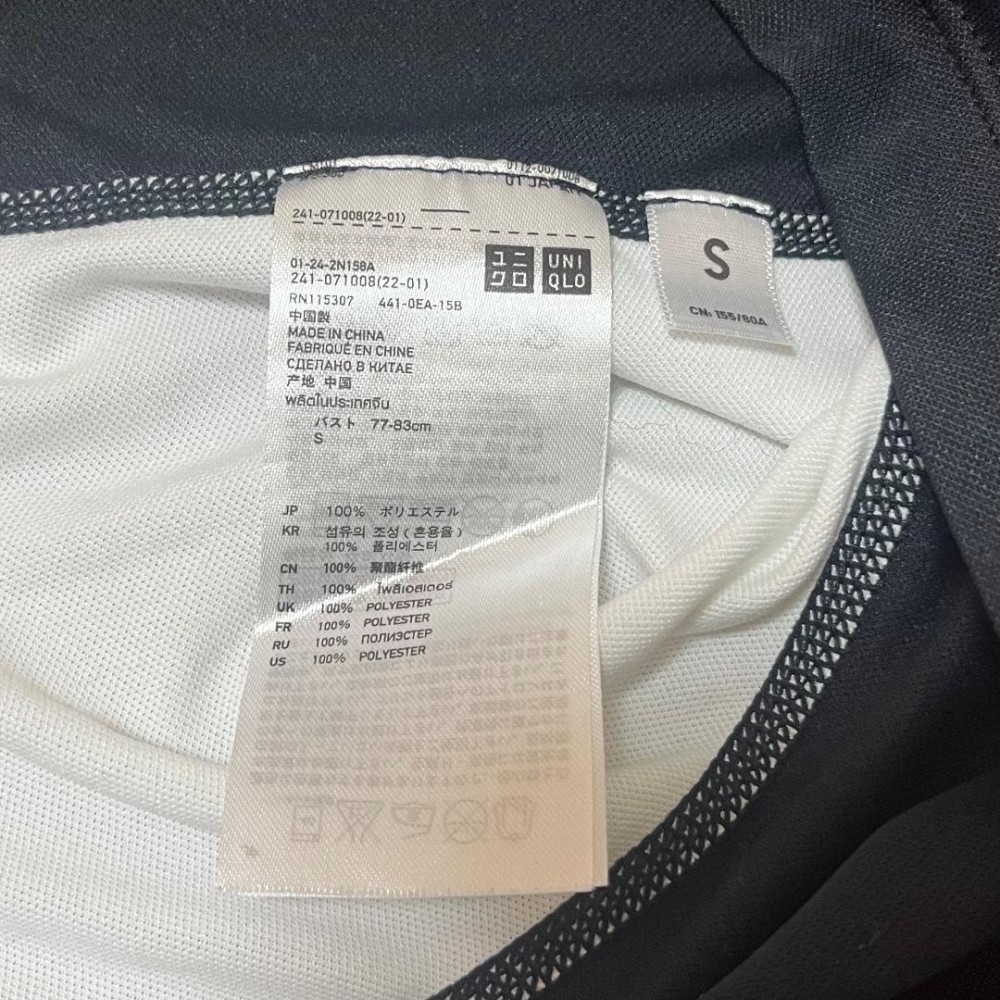 01 JAPAN
241-071008(22-01)
01-24-2N158A
241-071008(22-01)
RN115307 441-0EA-15B
ユニ
クロ
UNI
QLO
中国製
MADE IN CHINA
FABRIQUÉ EN CHINE
СДЕЛАНО В КИТАЕ
产地 中国
ผลิตในประเทศจีน
バスト 77-83cm
S
JP 100% ポリエステル
KR 섬유의 조성 ( 혼용율 )
100% 폴리에스터
CN 100% 聚酯纤维
TH 100% โพลีเอสเตอร์
UK 100% POLYESTER
FR 100% POLYESTER
RU 100% ПОЛИЭСТЕР
US 100% POLYESTER
S
CN: 155/80A